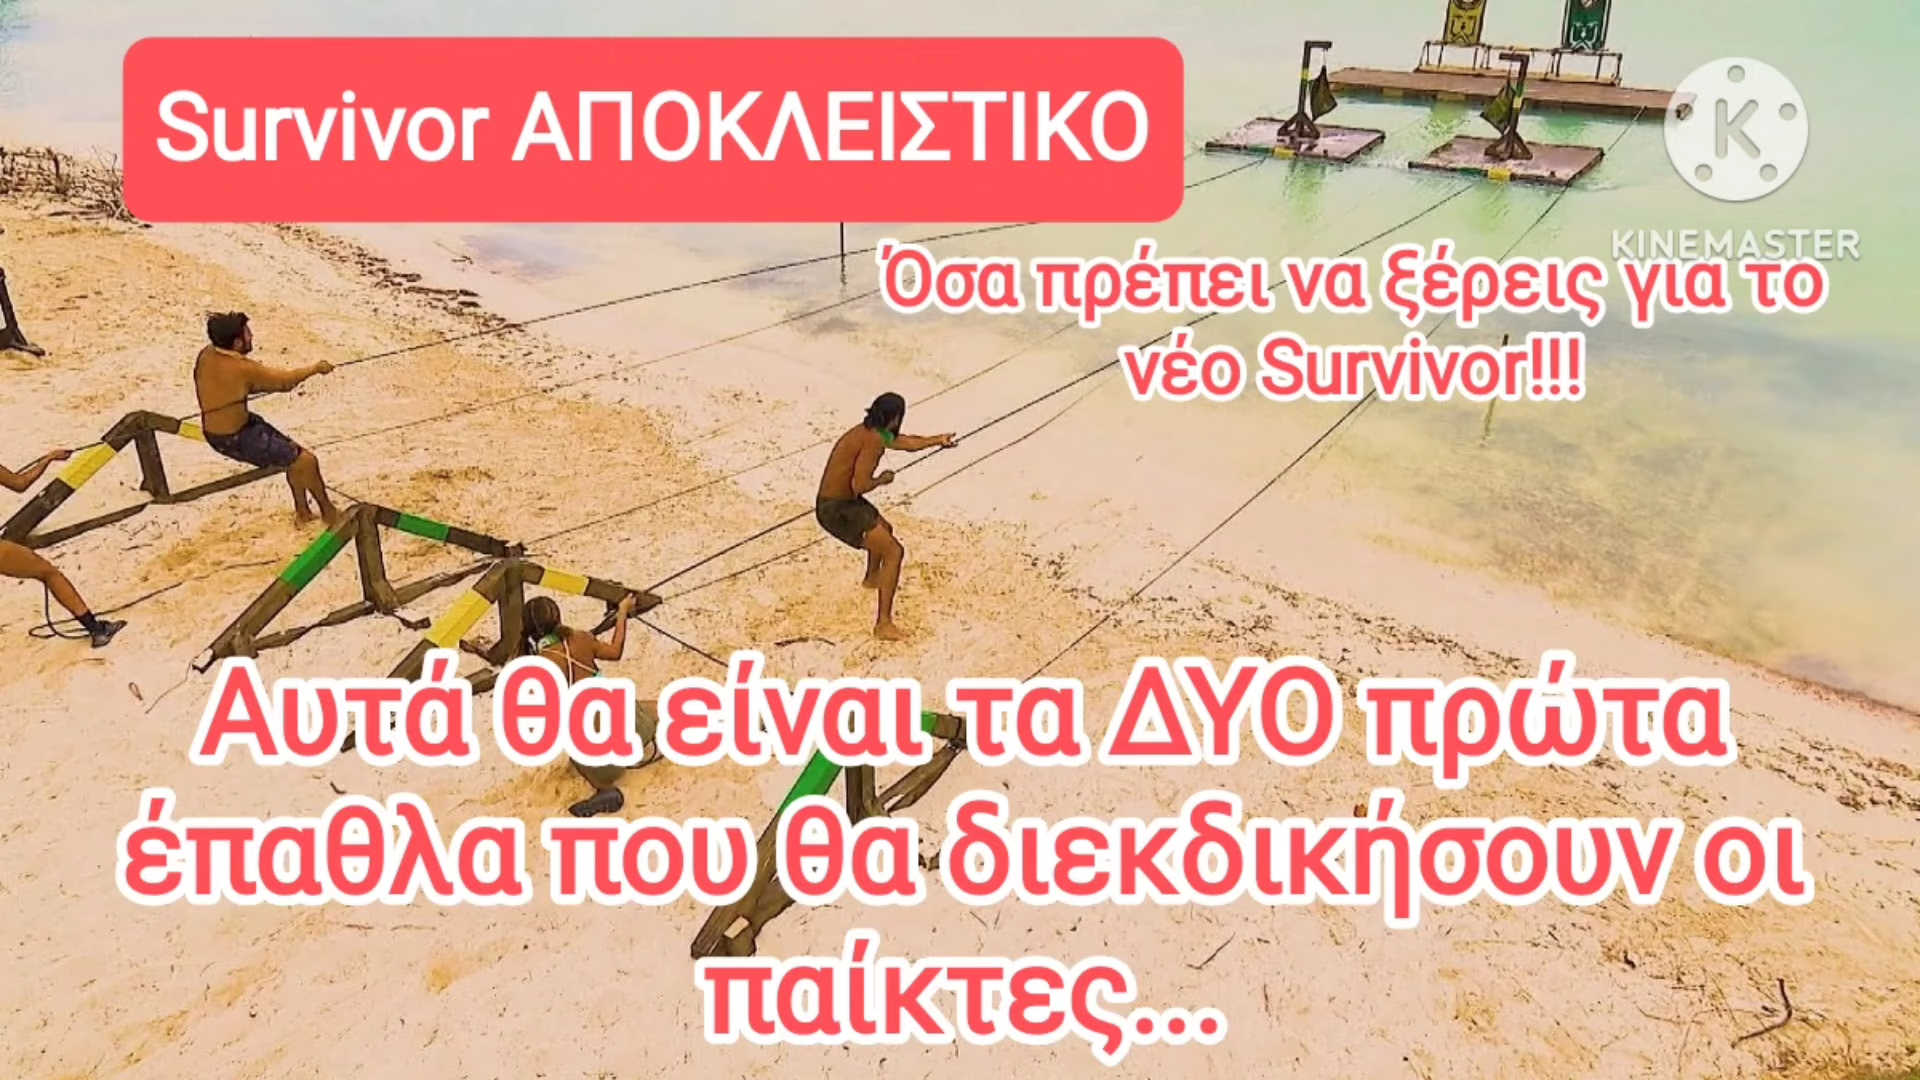 Survivor ΑΠΟΚΛΕΙΣΤΙΚΟ
K
KINEMASTER
Όσα πρέπει να ξέρεις για το
νέο Survivor!!!
Αυτά θα είναι τα ΔΥΟ πρώτα
έπαθλα που θα διεκδικήσουν οι
παίκτες...